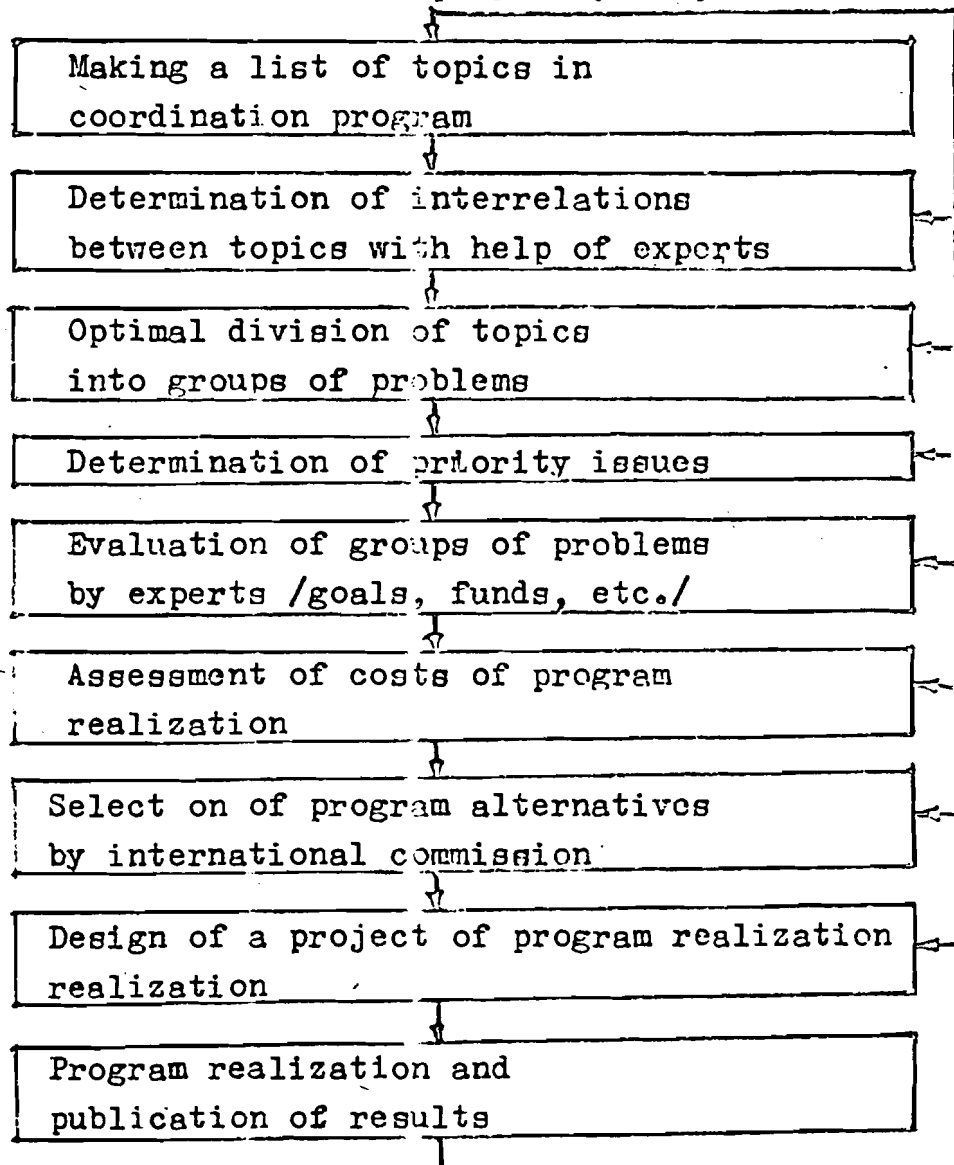 Making a list of topics in
coordination program
Determination of interrelations
between topics with help of experts
Optimal division of topics
into groups of problems
Determination of priority issues
Evaluation of groups of problems
by experts /goals, funds, etc./
Assessment of costs of program
realization
Select on of program alternatives
by international commission
Design of a project of program realization
realization
Program realization and
publication of results